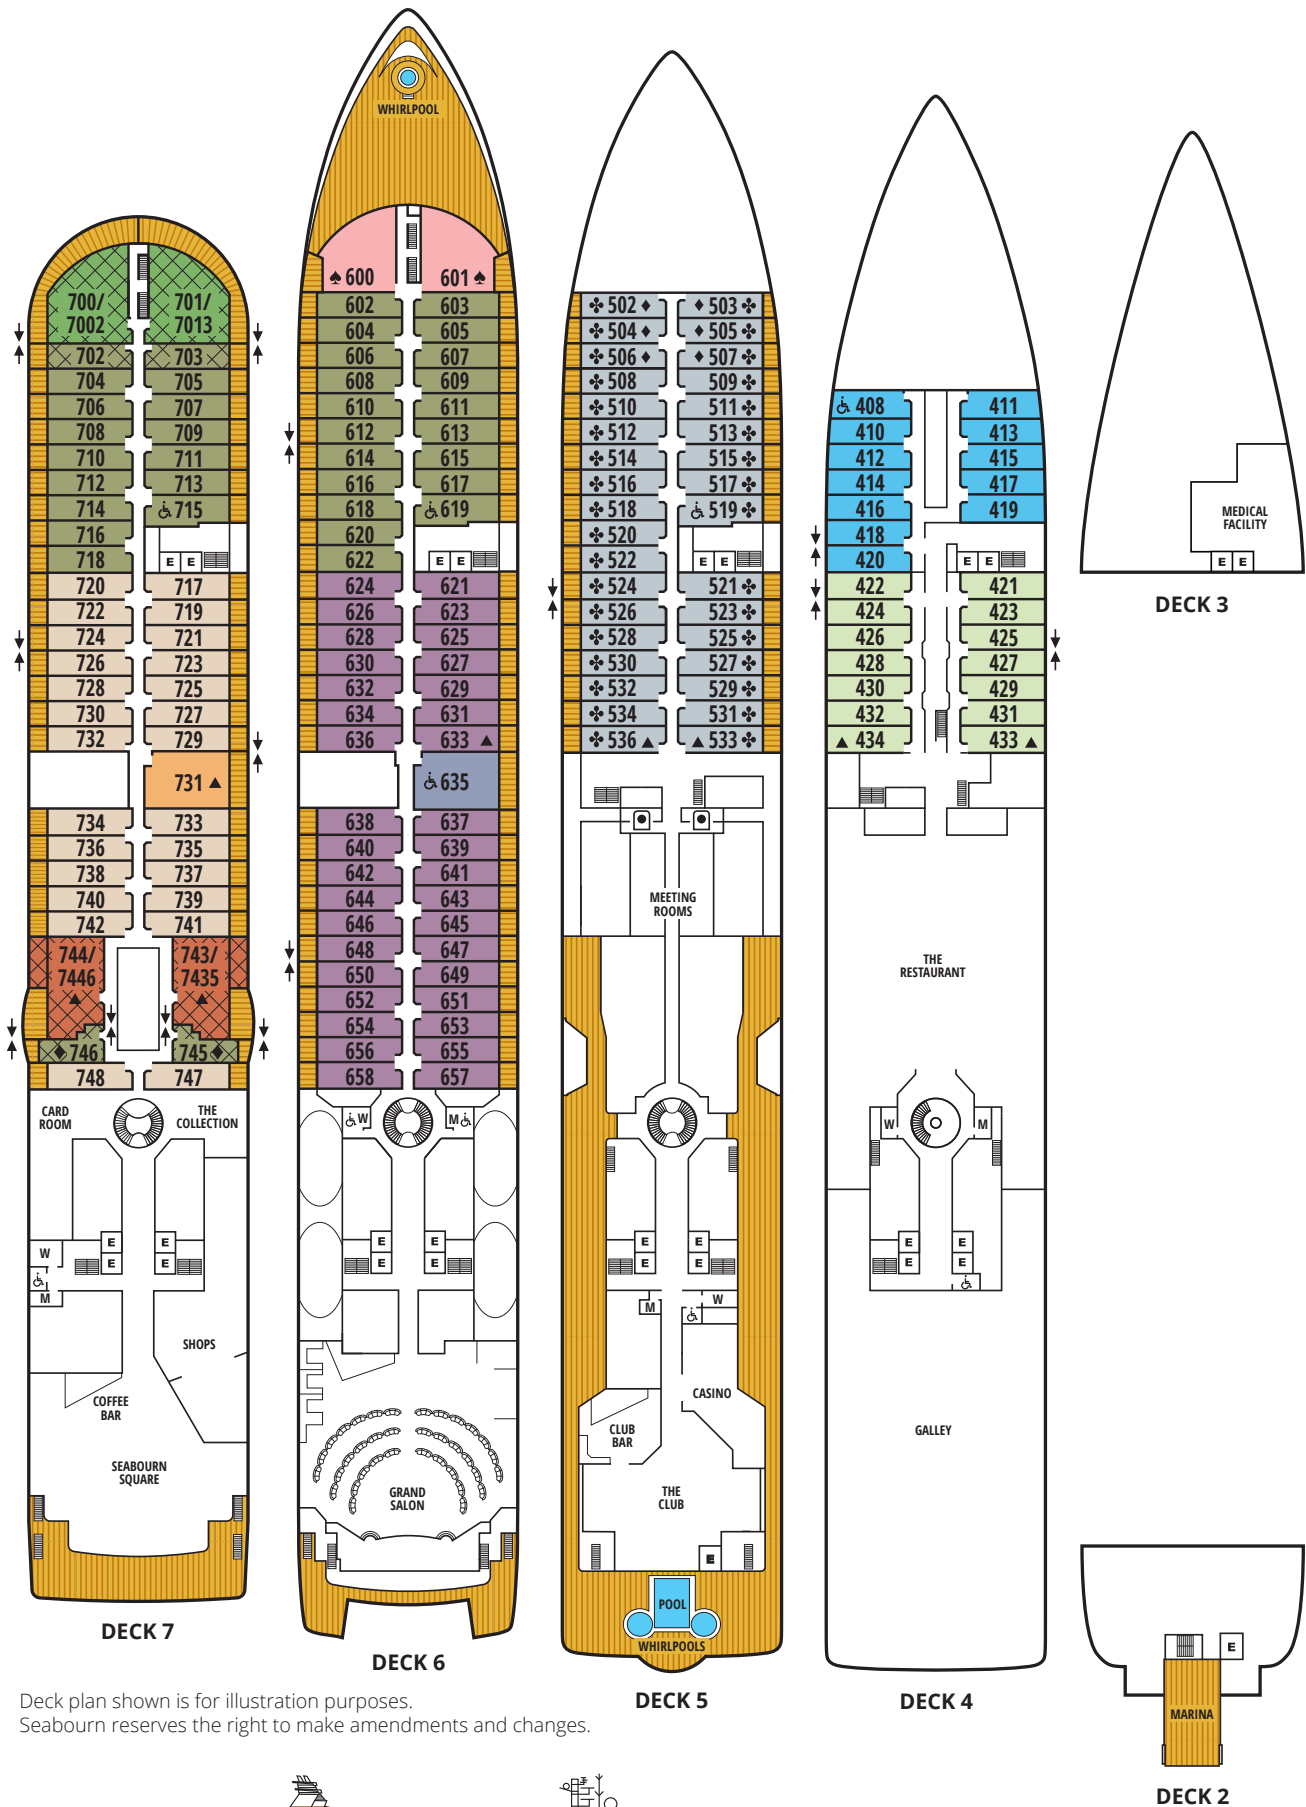 WHIRLPOOL
700/ 701/
7002 7013
702 703
704 705
706 707
708 709
710 711
712 713
714 715
716
718 E E
720 717
722 719
724 721
726 723
728 725
730 727
732 729
731
734 733
736 735
738 737
740 739
742 741
744/ 743/
7446 7435
746 745
748 747
CARD THE
ROOM COLLECTION
E E
W E E
M
SHOPS
COFFEE
BAR
SEABOURN
SQUARE
DECK 7
600 601
602 603
604 605
606 607
608 609
610 611
612 613
614 615
616 617
618 619
620
622 E E
624 621
626 623
628 625
630 627
632 629
634 631
636 633
635
638 637
640 639
642 641
644 643
646 645
648 647
650 649
652 651
654 653
656 655
658 657
W M
E E
E E
GRAND
SALON
DECK 6
502 503
504 505
506 507
508 509
510 511
512 513
514 515
516 517
518 519
520
522 E E
524 521
526 523
528 525
530 527
532 529
534 531
536 533
MEETING
ROOMS
E E
E E
M W
CASINO
CLUB
BAR
THE
CLUB
E
POOL
WHIRLPOOLS
DECK 5
408 411
410 413
412 415
414 417
416 419
418
420 E E
422 421
424 423
426 425
428 427
430 429
432 431
434 433
THE
RESTAURANT
W M
E E
E E
GALLEY
DECK 4
MEDICAL
FACILITY
E E
DECK 3
E
MARINA
DECK 2
Deck plan shown is for illustration purposes.
Seabourn reserves the right to make amendments and changes.